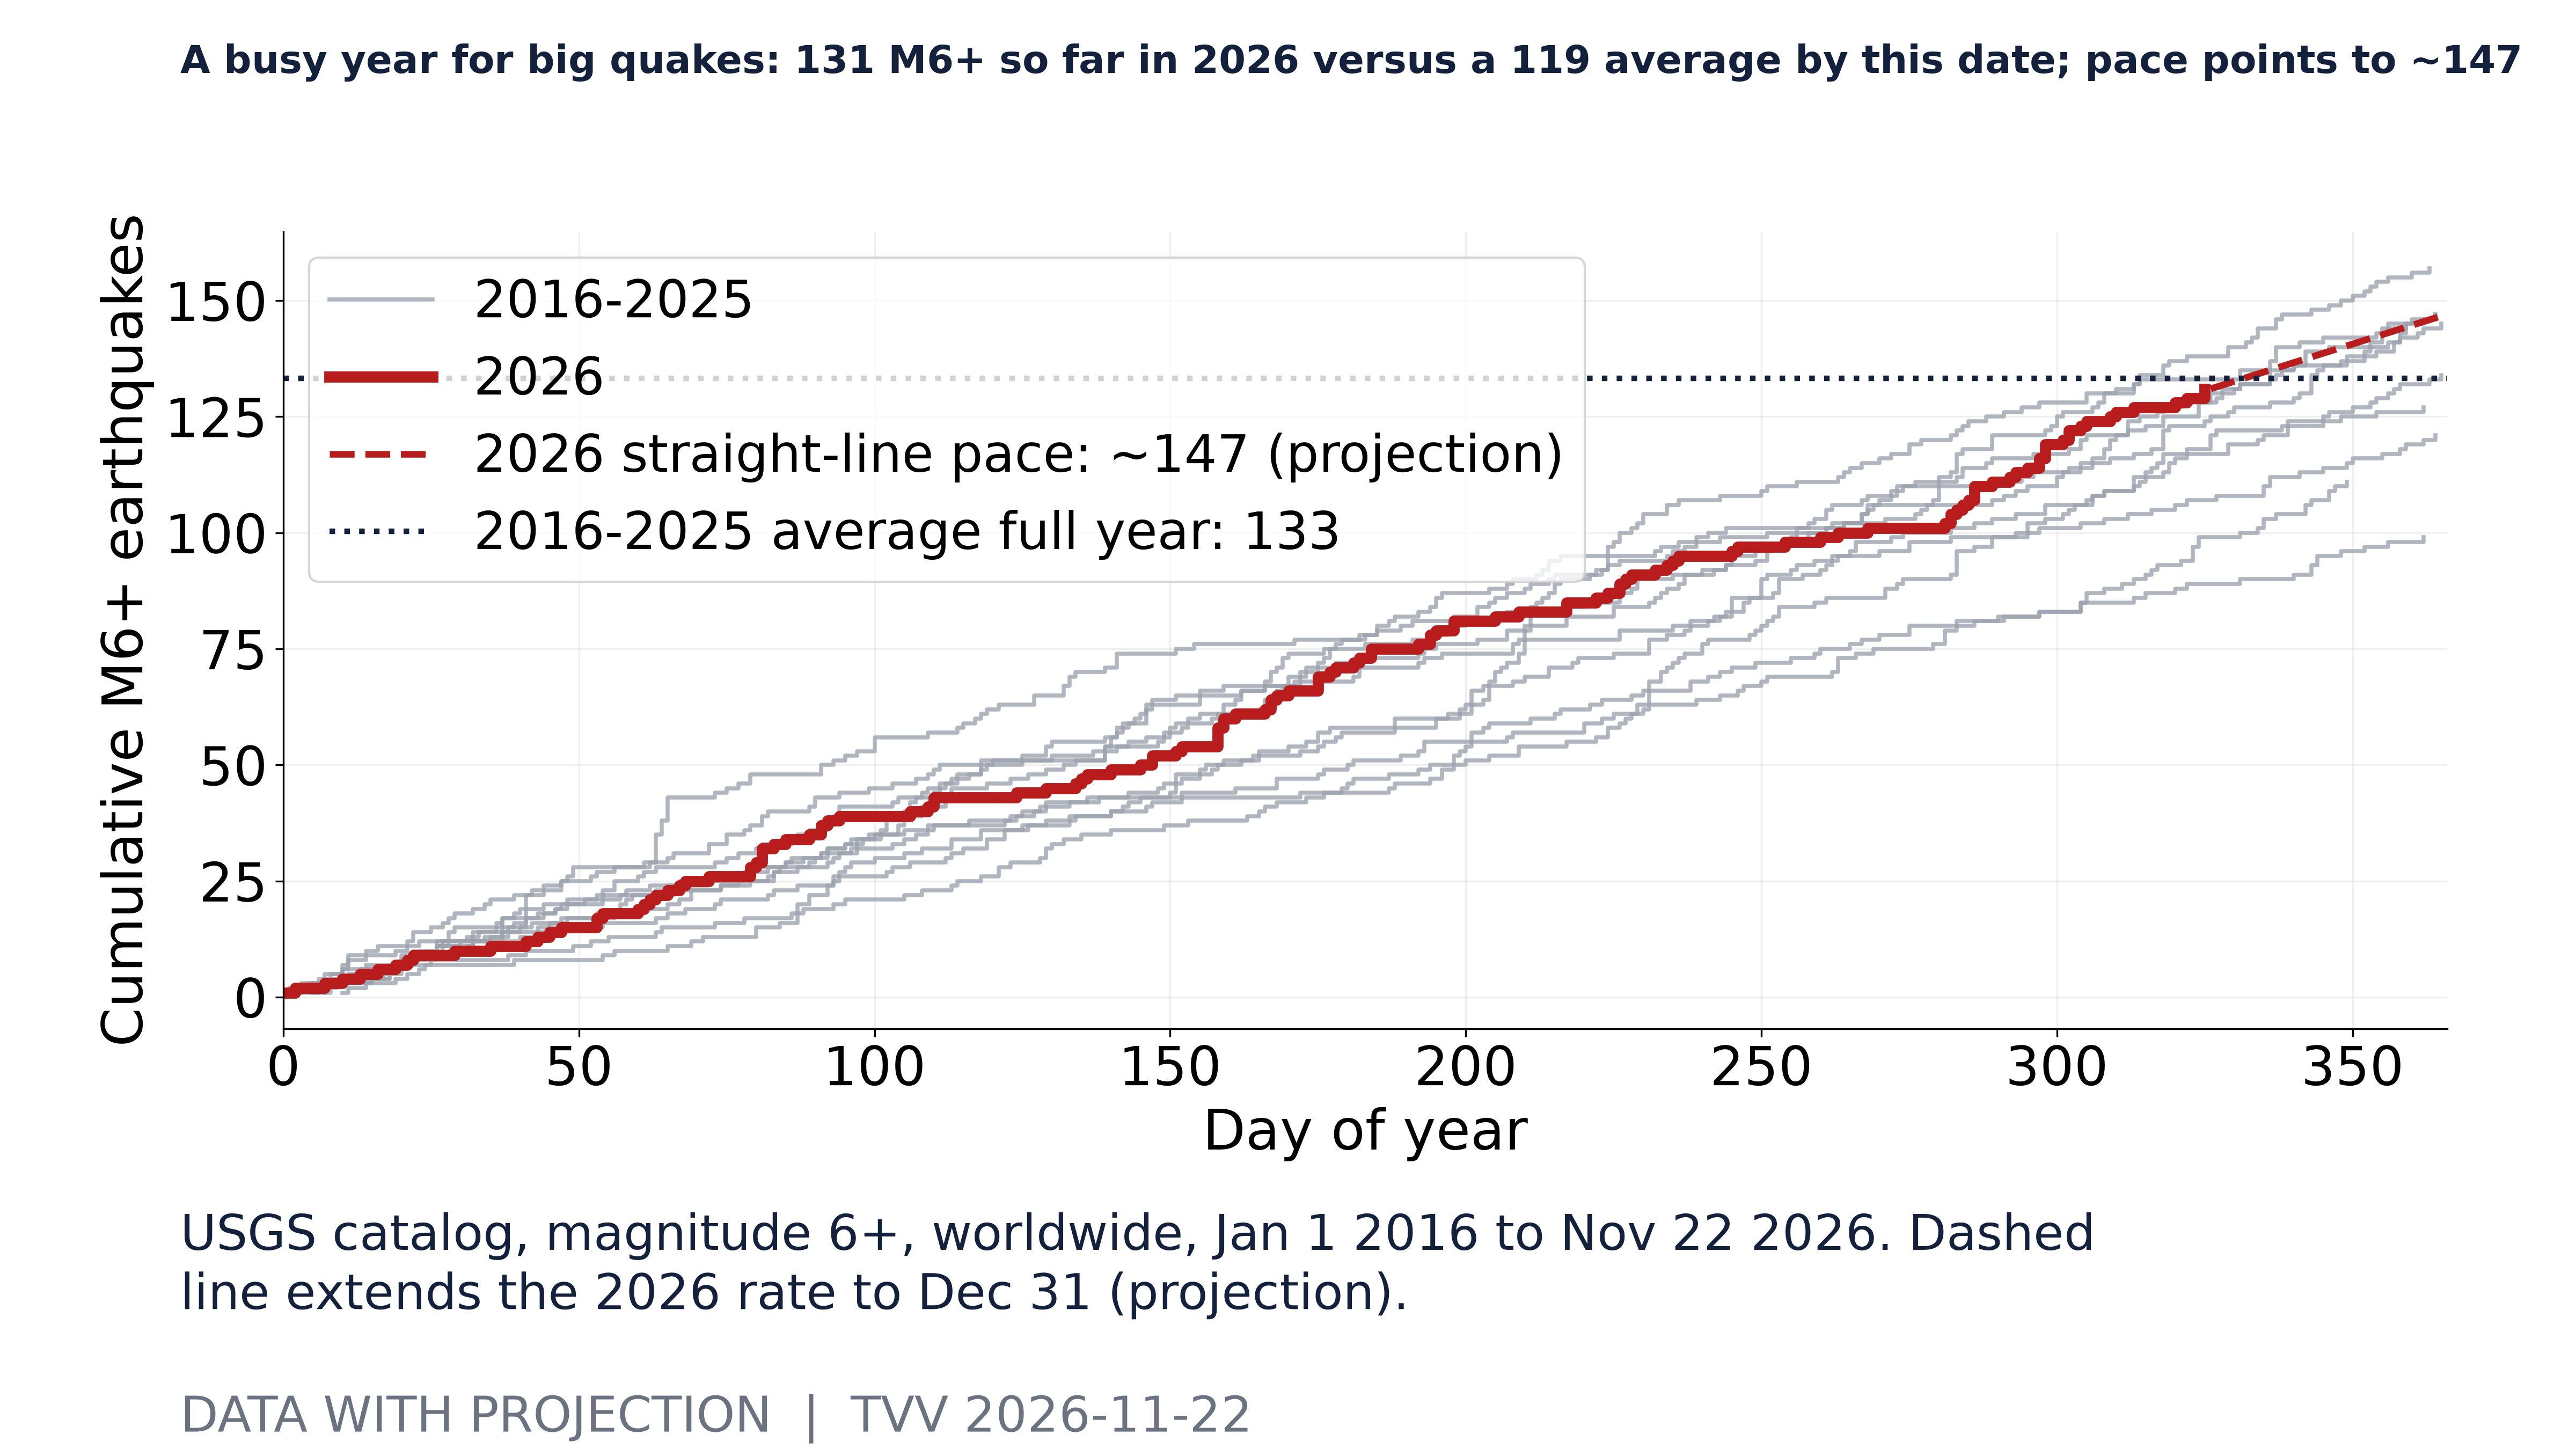 A busy year for big quakes: 131 M6+ so far in 2026 versus a 119 average by this date; pace points to ~147
Cumulative M6+ earthquakes
150
125
100
75
50
25
0
2016-2025
2026
2026 straight-line pace: ~147 (projection)
2016-2025 average full year: 133
0 50 100 150 200 250 300 350
Day of year
USGS catalog, magnitude 6+, worldwide, Jan 1 2016 to Nov 22 2026. Dashed
line extends the 2026 rate to Dec 31 (projection).
DATA WITH PROJECTION | TVV 2026-11-22